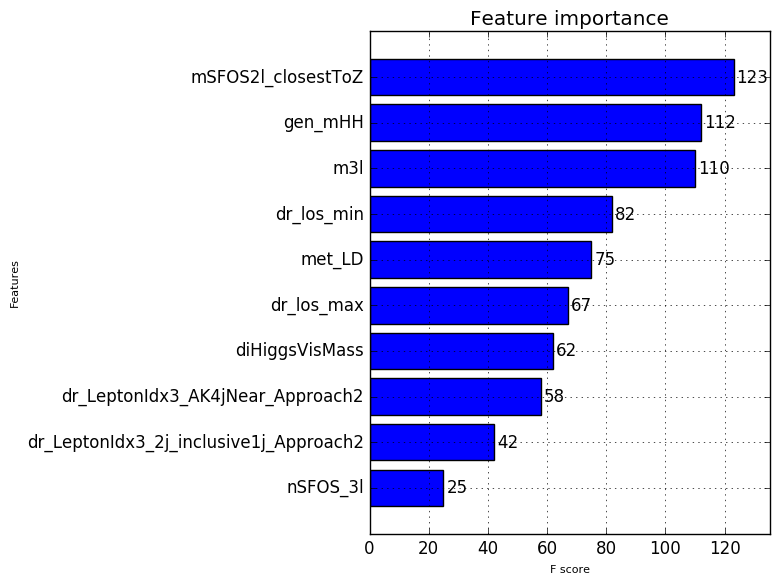 Feature importance
mSFOS2l_closestToZ
123
gen_mHH
112
m3l
110
dr_los_min
82
met_LD
75
dr_los_max
67
diHiggsVisMass
62
dr_LeptonIdx3_AK4jNear_Approach2
58
dr_LeptonIdx3_2j_inclusive1j_Approach2
42
nSFOS_3l
25
Features
0 20 40 60 80 100 120
F score